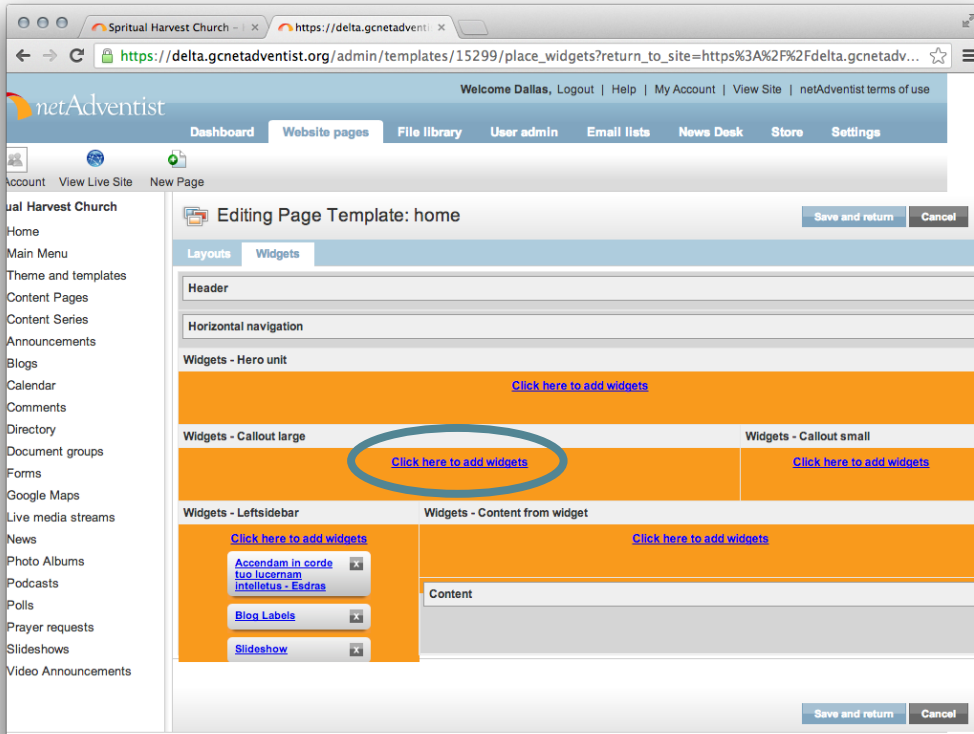 Spritual Harvest Church –
https://delta.gcnetadventi
https://delta.gcnetadventist.org/admin/templates/15299/place_widgets?return_to_site=https%3A%2F%2Fdelta.gcnetadv...
Welcome Dallas, Logout | Help | My Account | View Site | netAdventist terms of use
netAdventist
Dashboard Website pages File library User admin Email lists News Desk Store Settings
Account View Live Site New Page
ual Harvest Church
Home
Main Menu
Theme and templates
Content Pages
Content Series
Announcements
Blogs
Calendar
Comments
Directory
Document groups
Forms
Google Maps
Live media streams
News
Photo Albums
Podcasts
Polls
Prayer requests
Slideshows
Video Announcements
Editing Page Template: home
Save and return Cancel
Layouts Widgets
Header
Horizontal navigation
Widgets - Hero unit
Click here to add widgets
Widgets - Callout large
Click here to add widgets
Widgets - Callout small
Click here to add widgets
Widgets - Leftsidebar
Click here to add widgets
Accendam in corde x
tuo lucernam
intelletus - Esdras
Blog Labels x
Slideshow x
Widgets - Content from widget
Click here to add widgets
Content
Save and return Cancel